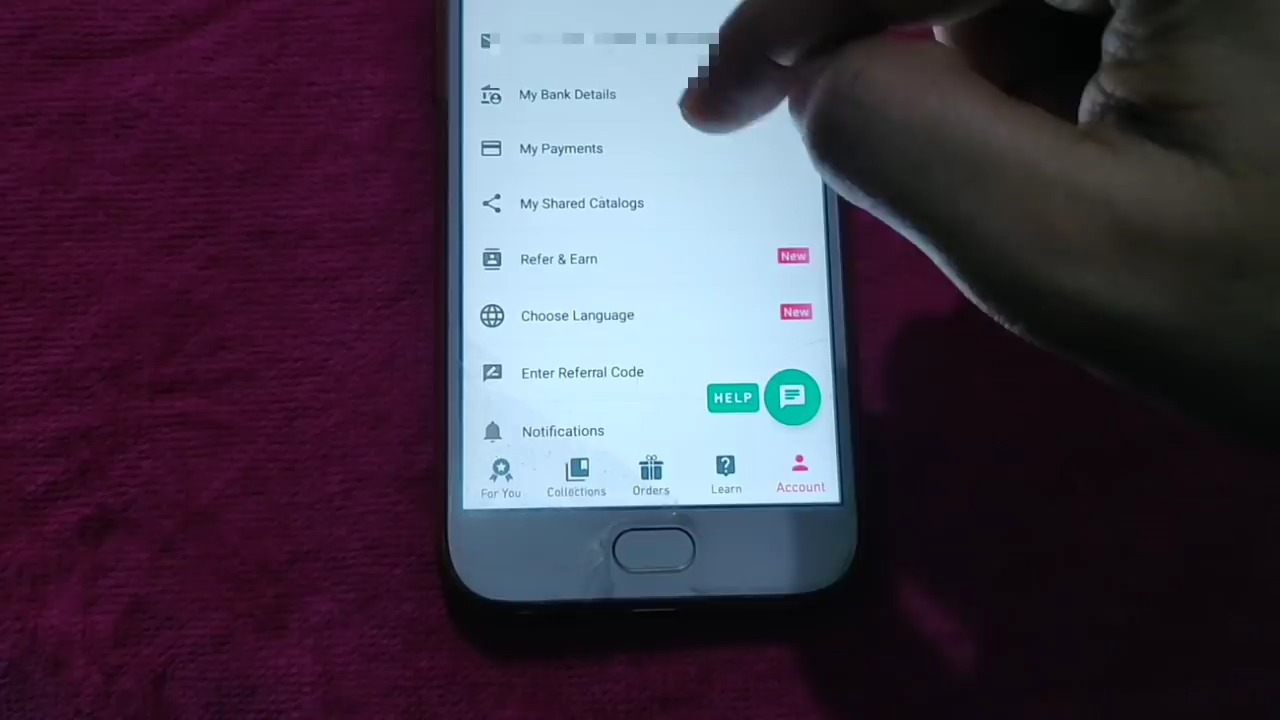 My Bank Details
My Payments
My Shared Catalogs
Refer & Earn
New
Choose Language
New
Enter Referral Code
HELP
Notifications
For You
Collections
Orders
Learn
Account